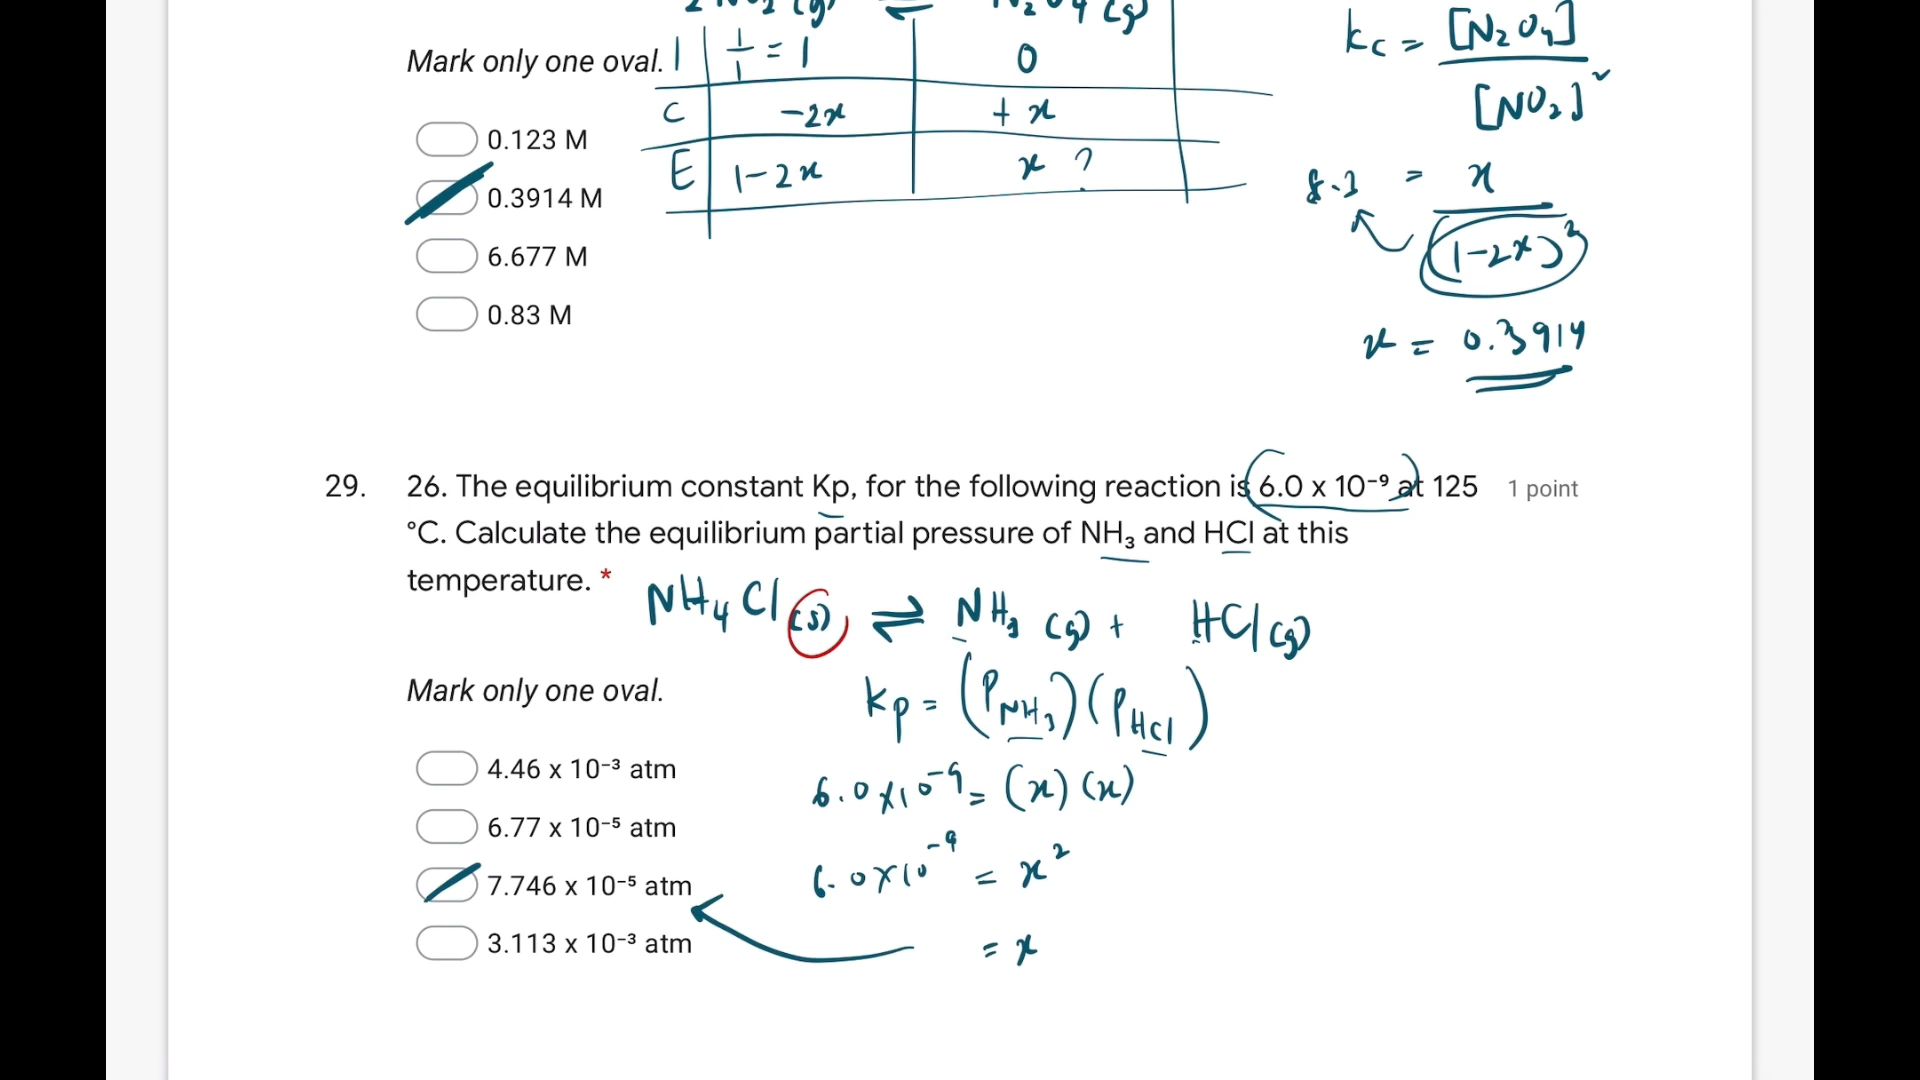 2 NO₂ (g) ⇌ N₂O₄ (g)
Mark only one oval.
I 1/1 = 1 0
C -2x + x
E 1-2x x ?
0.123 M
0.3914 M
6.677 M
0.83 M
kc = [N₂O₄] / [NO₂]²
= x / (1-2x)²
x = 0.3914
29. 26. The equilibrium constant Kp, for the following reaction is 6.0 x 10⁻⁹ at 125 1 point
°C. Calculate the equilibrium partial pressure of NH₃ and HCl at this
temperature. *
NH₄Cl(s) ⇌ NH₃ (g) + HCl(g)
Mark only one oval.
kp = (P NH₃)(P HCl)
4.46 x 10⁻³ atm
6.0x10⁻⁹ = (x)(x)
6.77 x 10⁻⁵ atm
6.0x10⁻⁹ = x²
7.746 x 10⁻⁵ atm
3.113 x 10⁻³ atm
= x